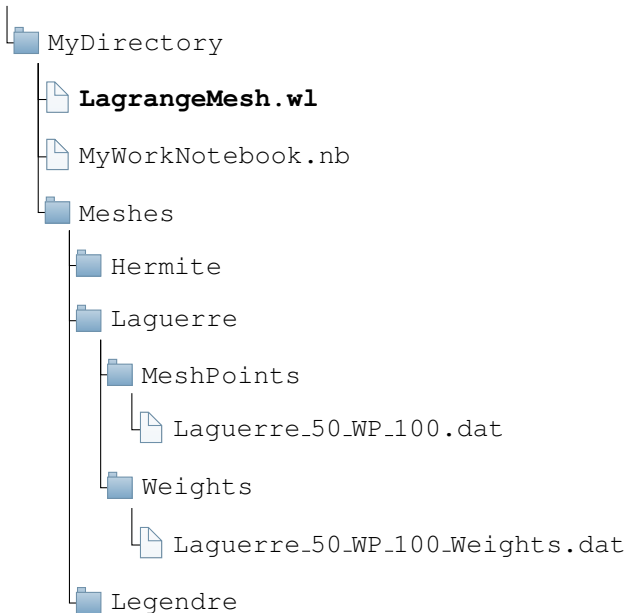 MyDirectory
LagrangeMesh.wl
MyWorkNotebook.nb
Meshes
Hermite
Laguerre
MeshPoints
Laguerre_50_WP_100.dat
Weights
Laguerre_50_WP_100_Weights.dat
Legendre